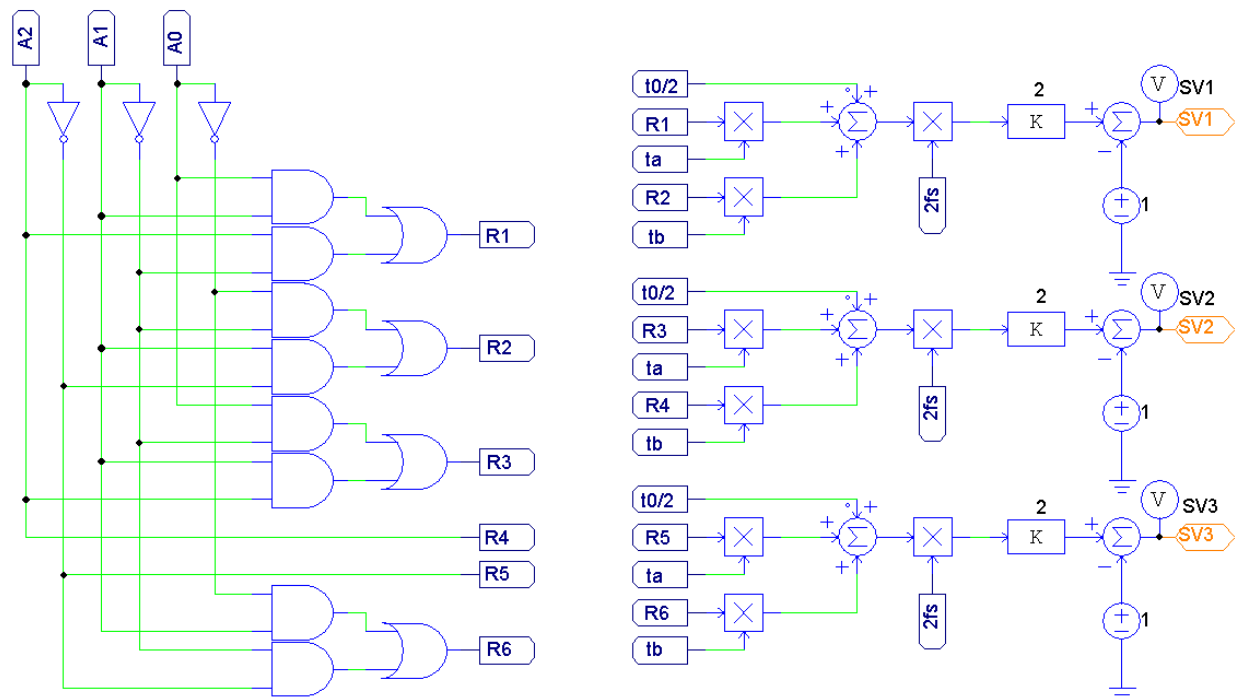 A2
A1
A0
R1
R2
R3
R4
R5
R6
t0/2
R1
ta
R2
tb
2fs
2
K
1
V
SV1
SV1
t0/2
R3
ta
R4
tb
2fs
2
K
1
V
SV2
SV2
t0/2
R5
ta
R6
tb
2fs
2
K
1
V
SV3
SV3